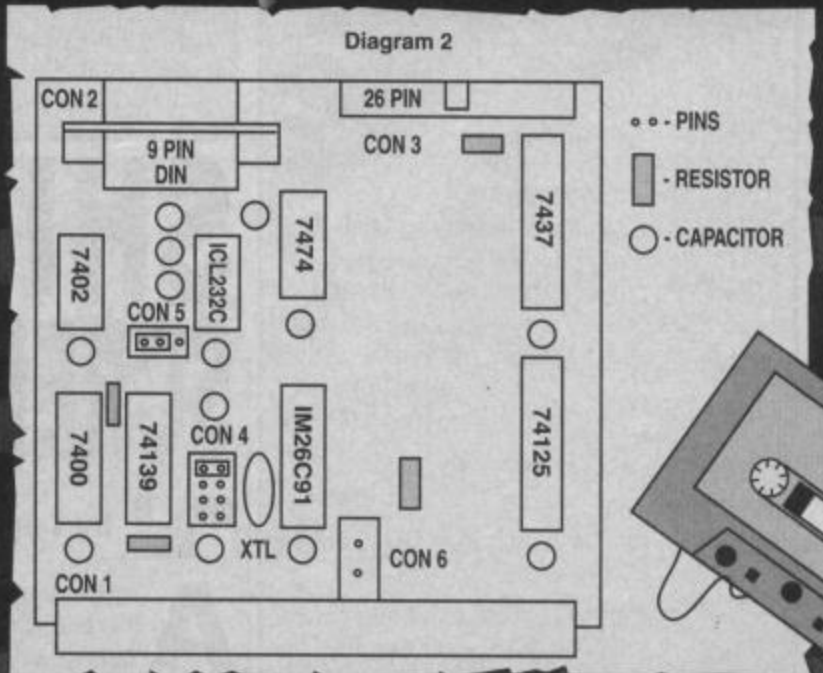 Diagram 2
CON 2
26 PIN
9 PIN
DIN
CON 3
- PINS
- RESISTOR
- CAPACITOR
7402
ICL232C
7474
7437
CON 5
7400
74139
CON 4
IM26C91
74125
XTL
CON 6
CON 1